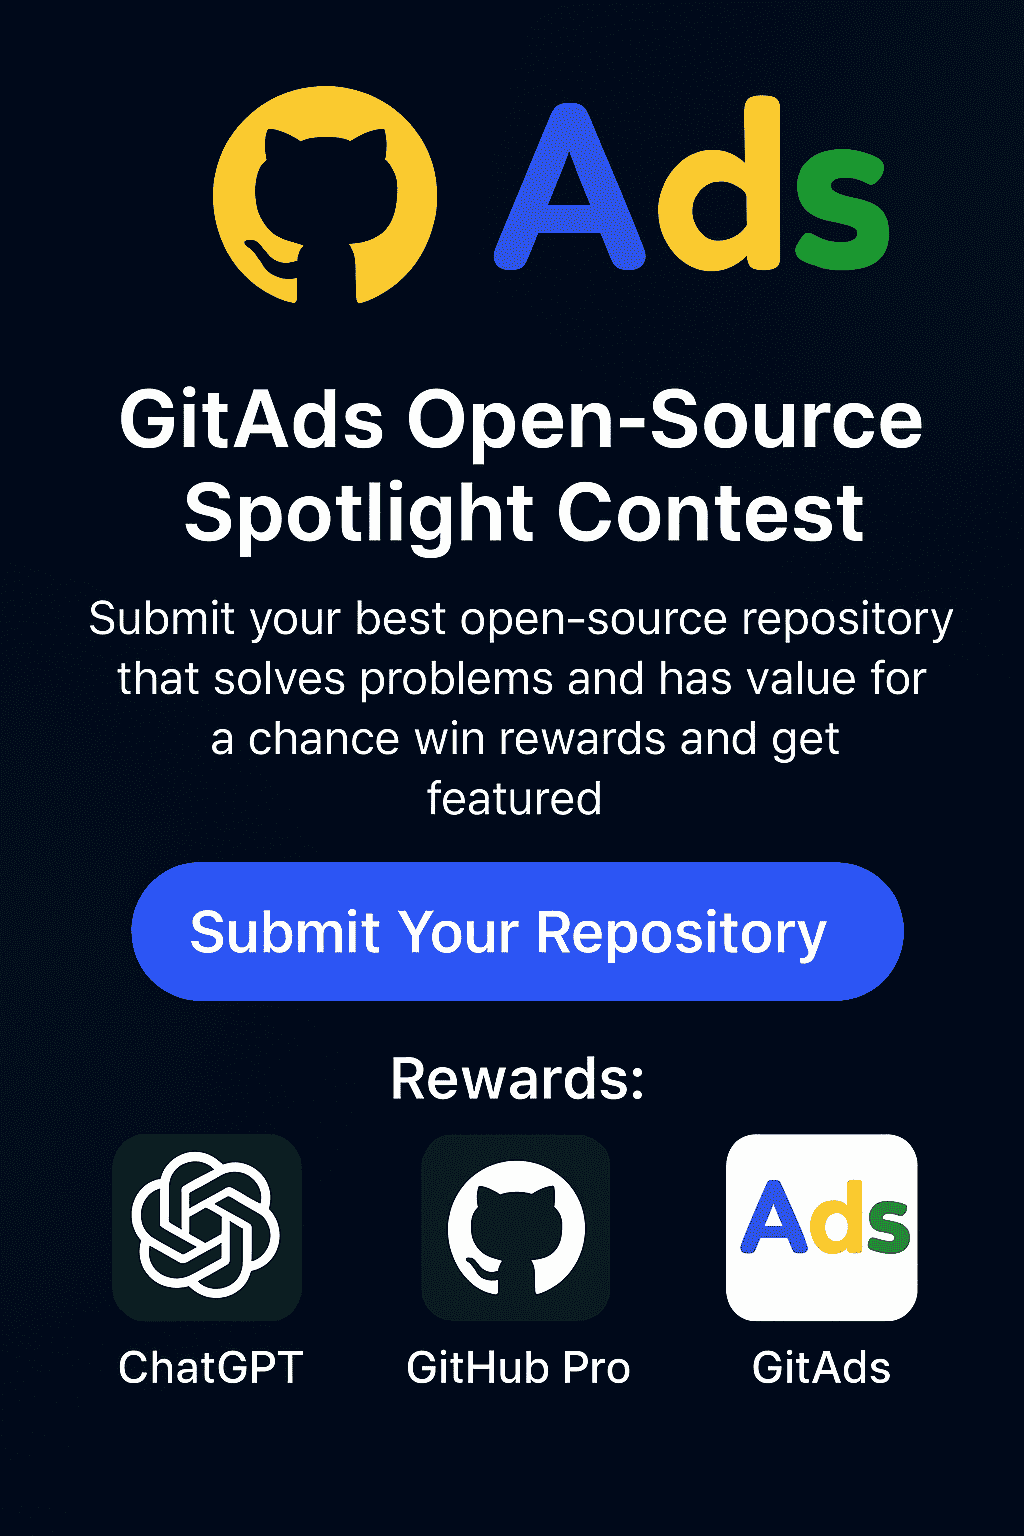 Ads
GitAds Open-Source
Spotlight Contest
Submit your best open-source repository
that solves problems and has value for
a chance win rewards and get
featured
Submit Your Repository
Rewards:
Ads
ChatGPT
GitHub Pro
GitAds